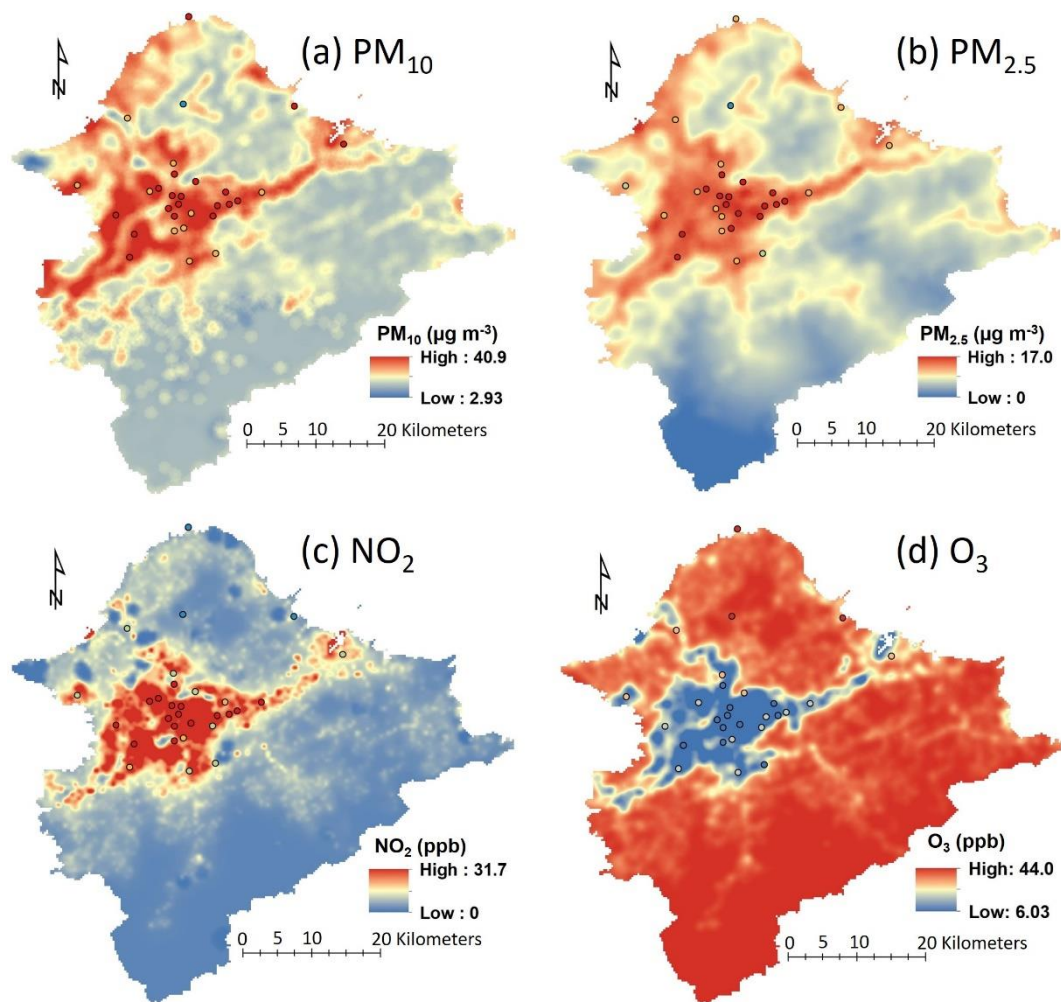 (a) PM₁₀
N
PM₁₀ (µg m⁻³)
High : 40.9
Low : 2.93
0 5 10 20 Kilometers
(b) PM₂.₅
N
PM₂.₅ (µg m⁻³)
High : 17.0
Low : 0
0 5 10 20 Kilometers
(c) NO₂
N
NO₂ (ppb)
High : 31.7
Low : 0
0 5 10 20 Kilometers
(d) O₃
N
O₃ (ppb)
High: 44.0
Low: 6.03
0 5 10 20 Kilometers